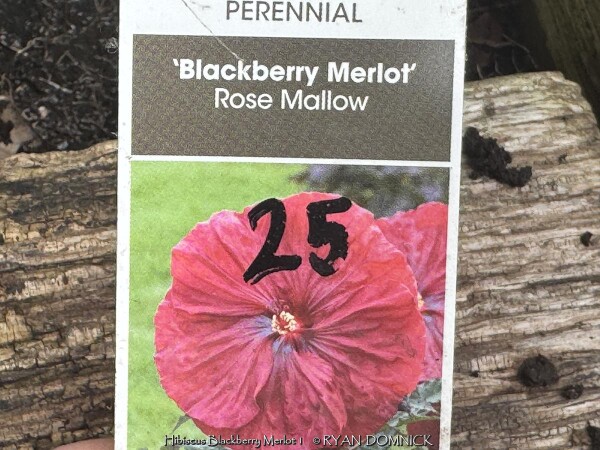 PERENNIAL
'Blackberry Merlot'
Rose Mallow
25
Hibiscus Blackberry Merlot 1 © RYAN DOMNICK